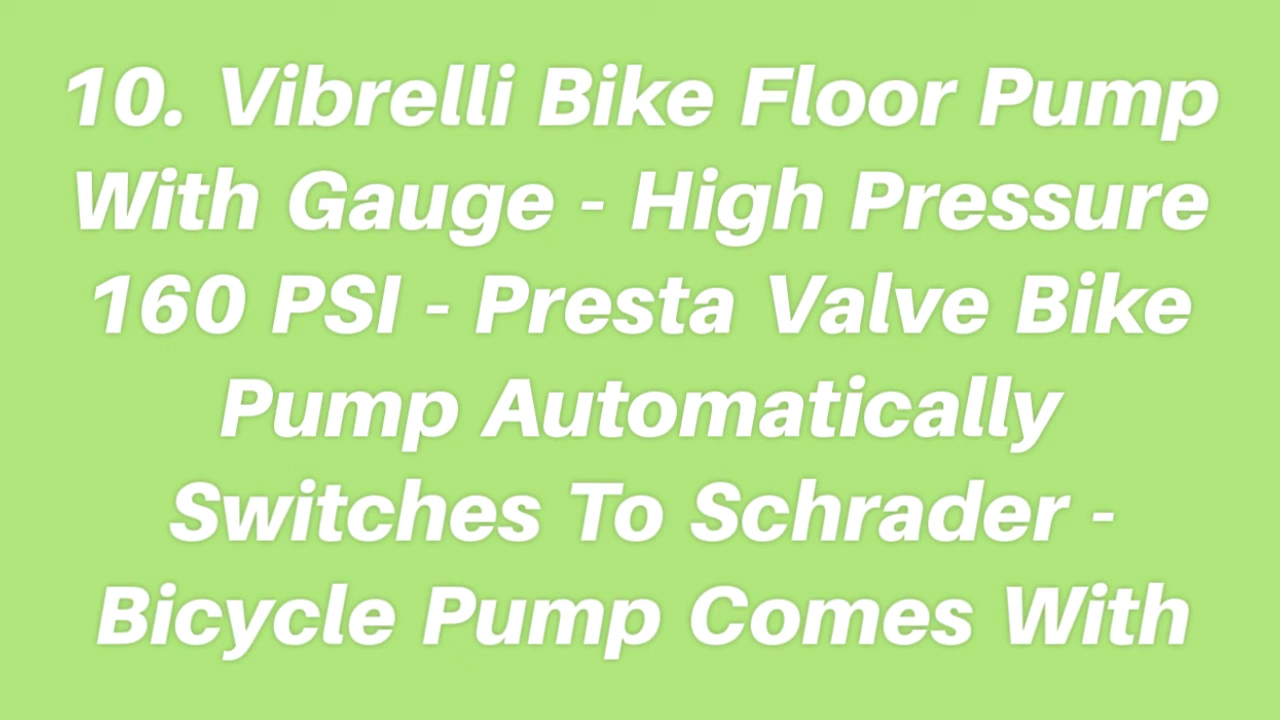 10. Vibrelli Bike Floor Pump
With Gauge - High Pressure
160 PSI - Presta Valve Bike
Pump Automatically
Switches To Schrader -
Bicycle Pump Comes With